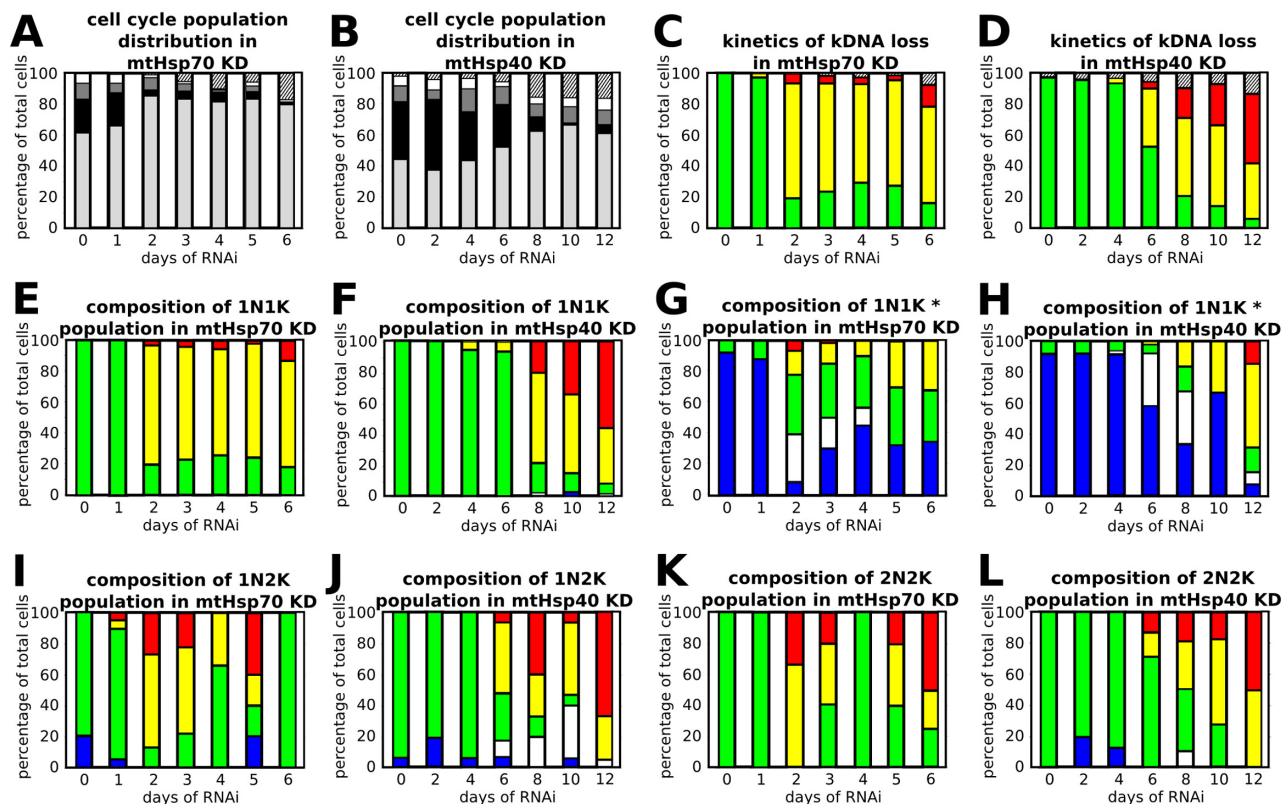 A
cell cycle population
distribution in
mtHsp70 KD
percentage of total cells
100
80
60
40
20
0
0 1 2 3 4 5 6
days of RNAi
B
cell cycle population
distribution in
mtHsp40 KD
percentage of total cells
100
80
60
40
20
0
0 2 4 6 8 10 12
days of RNAi
C
kinetics of kDNA loss
in mtHsp70 KD
percentage of total cells
100
80
60
40
20
0
0 1 2 3 4 5 6
days of RNAi
D
kinetics of kDNA loss
in mtHsp40 KD
percentage of total cells
100
80
60
40
20
0
0 2 4 6 8 10 12
days of RNAi
E
composition of 1N1K
population in mtHsp70 KD
percentage of total cells
100
80
60
40
20
0
0 1 2 3 4 5 6
days of RNAi
F
composition of 1N1K
population in mtHsp40 KD
percentage of total cells
100
80
60
40
20
0
0 2 4 6 8 10 12
days of RNAi
G
composition of 1N1K *
population in mtHsp70 KD
percentage of total cells
100
80
60
40
20
0
0 1 2 3 4 5 6
days of RNAi
H
composition of 1N1K *
population in mtHsp40 KD
percentage of total cells
100
80
60
40
20
0
0 2 4 6 8 10 12
days of RNAi
I
composition of 1N2K
population in mtHsp70 KD
percentage of total cells
100
80
60
40
20
0
0 1 2 3 4 5 6
days of RNAi
J
composition of 1N2K
population in mtHsp40 KD
percentage of total cells
100
80
60
40
20
0
0 2 4 6 8 10 12
days of RNAi
K
composition of 2N2K
population in mtHsp70 KD
percentage of total cells
100
80
60
40
20
0
0 1 2 3 4 5 6
days of RNAi
L
composition of 2N2K
population in mtHsp40 KD
percentage of total cells
100
80
60
40
20
0
0 2 4 6 8 10 12
days of RNAi